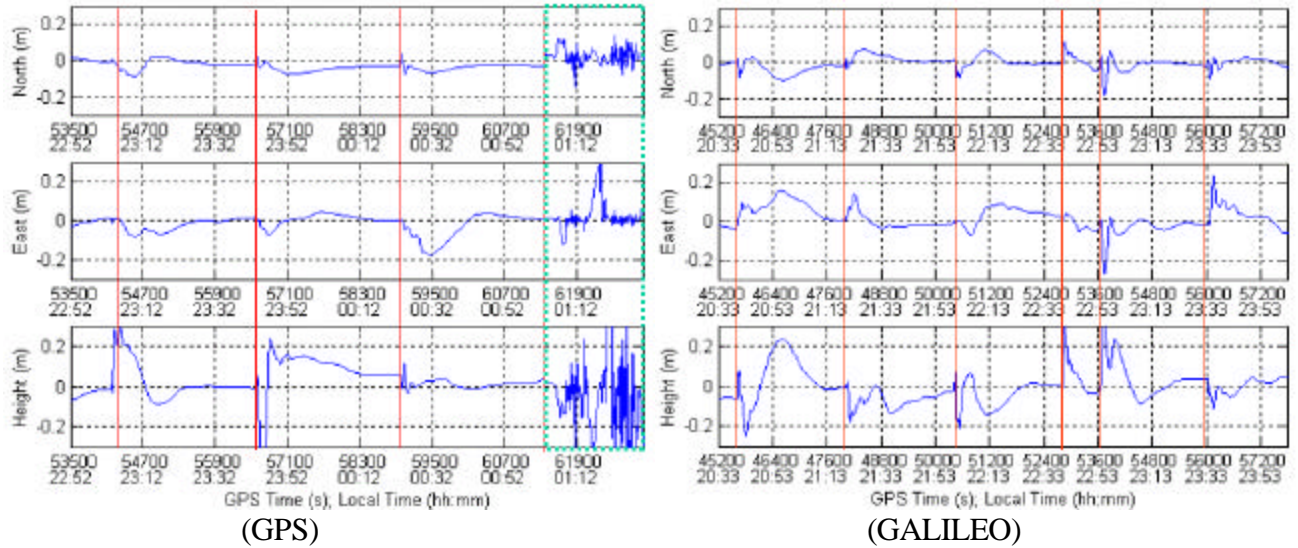 0.2
0
-0.2
North (m)
53500 54700 55900 57100 58300 59500 60700 61900
22:52 23:12 23:32 23:52 00:12 00:32 00:52 01:12
0.2
0
-0.2
East (m)
53500 54700 55900 57100 58300 59500 60700 61900
22:52 23:12 23:32 23:52 00:12 00:32 00:52 01:12
0.2
0
-0.2
Height (m)
53500 54700 55900 57100 58300 59500 60700 61900
22:52 23:12 23:32 23:52 00:12 00:32 00:52 01:12
GPS Time (s); Local Time (hh:mm)
(GPS)
0.2
0
-0.2
North (m)
45200 46400 47600 48800 50000 51200 52400 53600 54800 56000 57200
20:33 20:53 21:13 21:33 21:53 22:13 22:33 22:53 23:13 23:33 23:53
0.2
0
-0.2
East (m)
45200 46400 47600 48800 50000 51200 52400 53600 54800 56000 57200
20:33 20:53 21:13 21:33 21:53 22:13 22:33 22:53 23:13 23:33 23:53
0.2
0
-0.2
Height (m)
45200 46400 47600 48800 50000 51200 52400 53600 54800 56000 57200
20:33 20:53 21:13 21:33 21:53 22:13 22:33 22:53 23:13 23:33 23:53
GPS Time (s); Local Time (hh:mm)
(GALILEO)